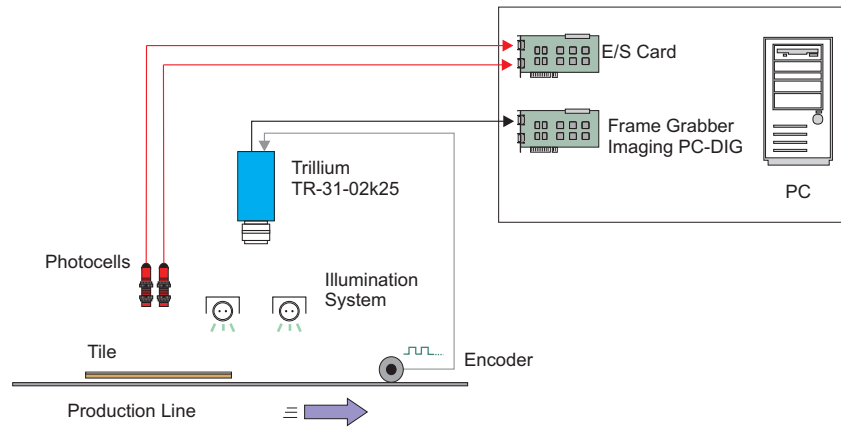 E/S Card
Frame Grabber
Imaging PC-DIG
PC
Trillium
TR-31-02k25
Photocells
Illumination
System
Tile
Encoder
Production Line